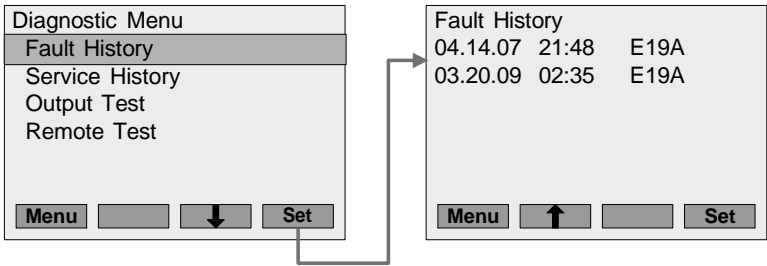 Diagnostic Menu
Fault History
Service History
Output Test
Remote Test
Menu Set
Fault History
04.14.07 21:48 E19A
03.20.09 02:35 E19A
Menu Set